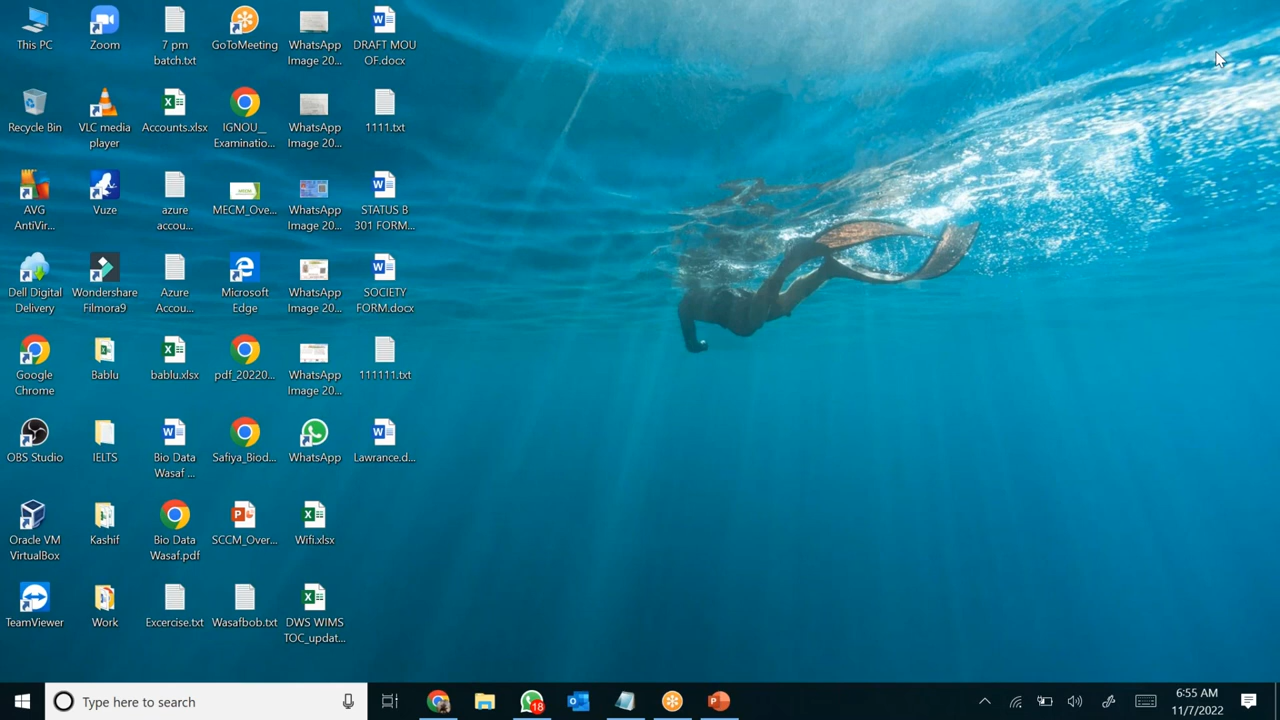 This PC
Zoom
7 pm
batch.txt
GoToMeeting
WhatsApp
Image 20...
DRAFT MOU
OF.docx
Recycle Bin
VLC media
player
Accounts.xlsx
IGNOU__
Examinatio...
WhatsApp
Image 20...
1111.txt
AVG
AntiVir...
Vuze
azure
accou...
MECM_Ove...
WhatsApp
Image 20...
STATUS B
301 FORM...
Dell Digital
Delivery
Wondershare
Filmora9
Azure
Accou...
Microsoft
Edge
WhatsApp
Image 20...
SOCIETY
FORM.docx
Google
Chrome
Bablu
bablu.xlsx
pdf_20220...
WhatsApp
Image 20...
111111.txt
OBS Studio
IELTS
Bio Data
Wasaf ...
Safiya_Biod...
WhatsApp
Lawrance.d...
Oracle VM
VirtualBox
Kashif
Bio Data
Wasaf.pdf
SCCM_Over...
Wifi.xlsx
TeamViewer
Work
Excercise.txt
Wasafbob.txt
DWS WIMS
TOC_updat...
Type here to search
18
6:55 AM
11/7/2022